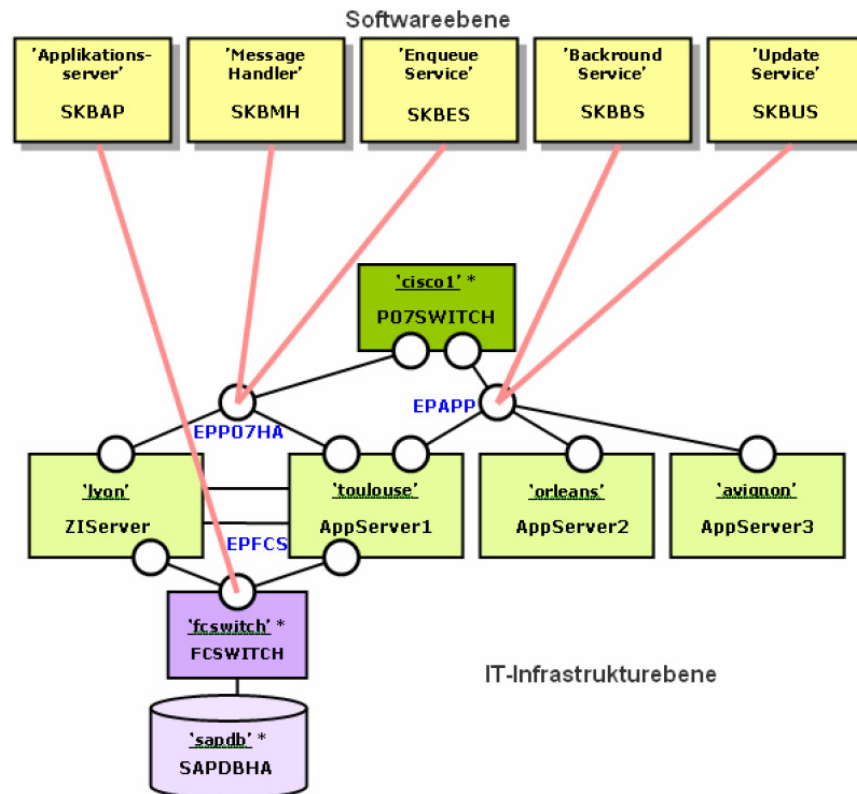 Softwareebene
'Applikations-
server'
SKBAP
'Message
Handler'
SKBMH
'Enqueue
Service'
SKBES
'Backround
Service'
SKBBS
'Update
Service'
SKBUS
'cisco1' *
P07SWITCH
EPP07HA
EPAPP
'lyon'
ZIServer
'toulouse'
AppServer1
'orleans'
AppServer2
'avignon'
AppServer3
EPFCS
'fcswitch' *
FCSWITCH
IT-Infrastrukturebene
'sapdb' *
SAPDBHA